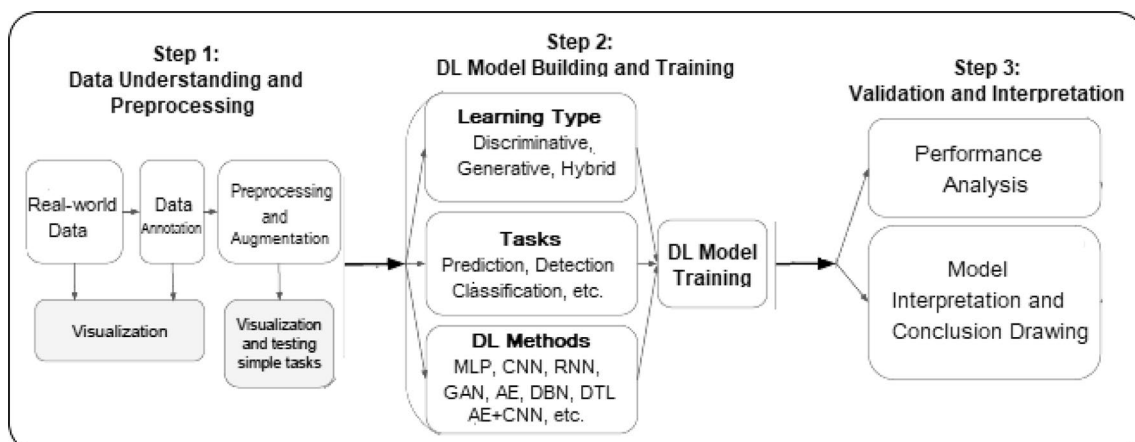 Step 1:
Data Understanding and
Preprocessing
Real-world
Data
Data
Annotation
Preprocessing
and
Augmentation
Visualization
Visualization
and testing
simple tasks
Step 2:
DL Model Building and Training
Learning Type
Discriminative,
Generative, Hybrid
Tasks
Prediction, Detection
Classification, etc.
DL Methods
MLP, CNN, RNN,
GAN, AE, DBN, DTL
AE+CNN, etc.
DL Model
Training
Step 3:
Validation and Interpretation
Performance
Analysis
Model
Interpretation and
Conclusion Drawing